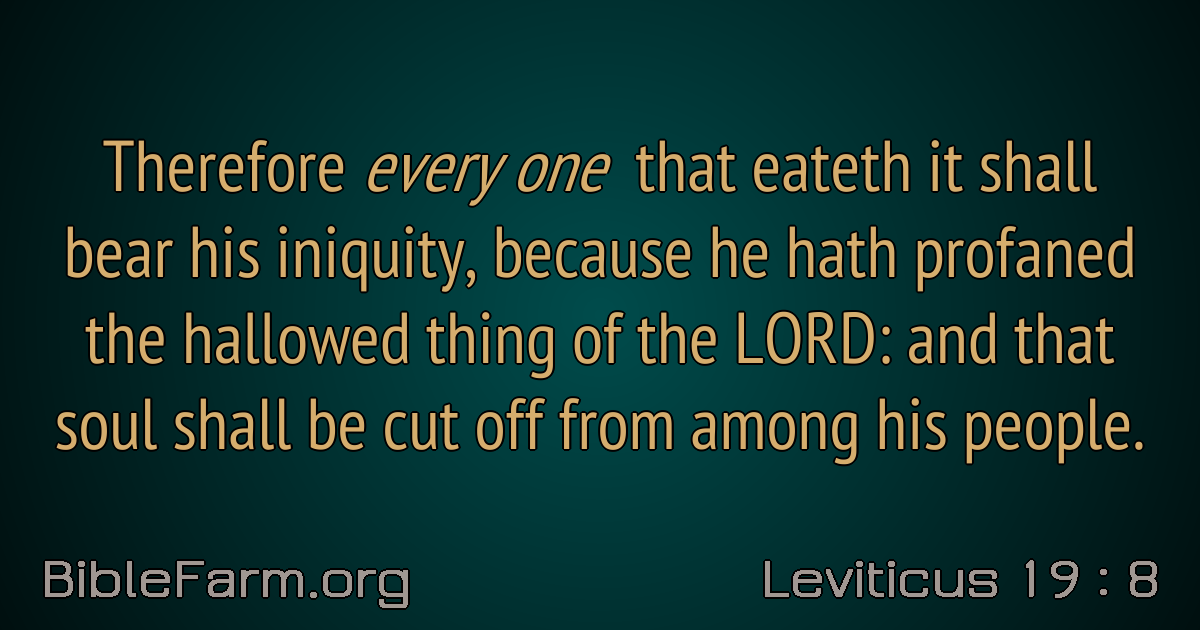 Therefore every one that eateth it shall
bear his iniquity, because he hath profaned
the hallowed thing of the LORD: and that
soul shall be cut off from among his people.
BibleFarm.org
Leviticus 19 : 8